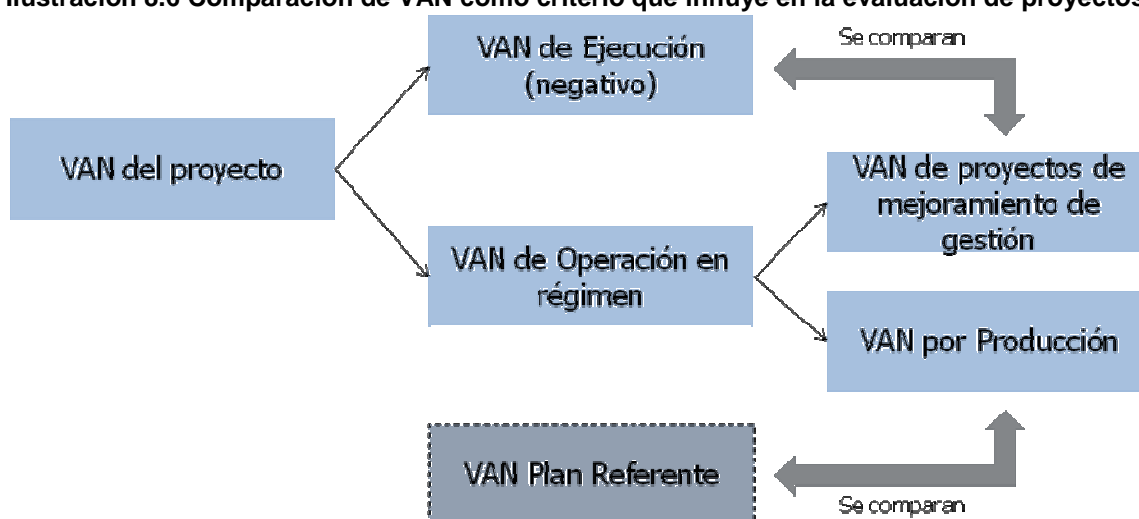 Ilustración 8.6 Comparación de VAN como criterio que influye en la evaluación de proyectos
VAN de Ejecución
(negativo)
Se comparan
VAN del proyecto
VAN de proyectos de
mejoramiento de
gestión
VAN de Operación en
régimen
VAN por Producción
VAN Plan Referente
Se comparan